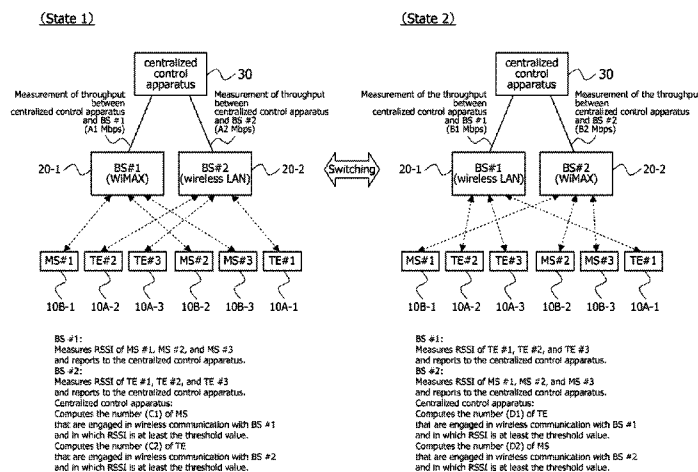 (State 1)
centralized
control
apparatus
30
Measurement of throughput
between
centralized control apparatus
and BS #1
(A1 Mbps)
Measurement of throughput
between
centralized control apparatus
and BS #2
(A2 Mbps)
20-1
BS#1
(WiMAX)
BS#2
(wireless LAN)
20-2
MS#1
TE#2
TE#3
MS#2
MS#3
TE#1
10B-1
10A-2
10A-3
10B-2
10B-3
10A-1
BS #1:
Measures RSSI of MS #1, MS #2, and MS #3
and reports to the centralized control apparatus.
BS #2:
Measures RSSI of TE #1, TE #2, and TE #3
and reports to the centralized control apparatus.
Centralized control apparatus:
Computes the number (C1) of MS
that are engaged in wireless communication with BS #1
and in which RSSI is at least the threshold value.
Computes the number (C2) of TE
that are engaged in wireless communication with BS #2
and in which RSSI is at least the threshold value.
Switching
(State 2)
centralized
control
apparatus
30
Measurement of the throughput
between
centralized control apparatus
and BS #1
(B1 Mbps)
Measurement of the throughput
between
centralized control apparatus
and BS #2
(B2 Mbps)
20-1
BS#1
(wireless LAN)
BS#2
(WiMAX)
20-2
MS#1
TE#2
TE#3
MS#2
MS#3
TE#1
10B-1
10A-2
10A-3
10B-2
10B-3
10A-1
BS #1:
Measures RSSI of TE #1, TE #2, and TE #3
and reports to the centralized control apparatus.
BS #2:
Measures RSSI of MS #1, MS #2, and MS #3
and reports to the centralized control apparatus.
Centralized control apparatus:
Computes the number (D1) of TE
that are engaged in wireless communication with BS #1
and in which RSSI is at least the threshold value.
Computes the number (D2) of MS
that are engaged in wireless communication with BS #2
and in which RSSI is at least the threshold value.